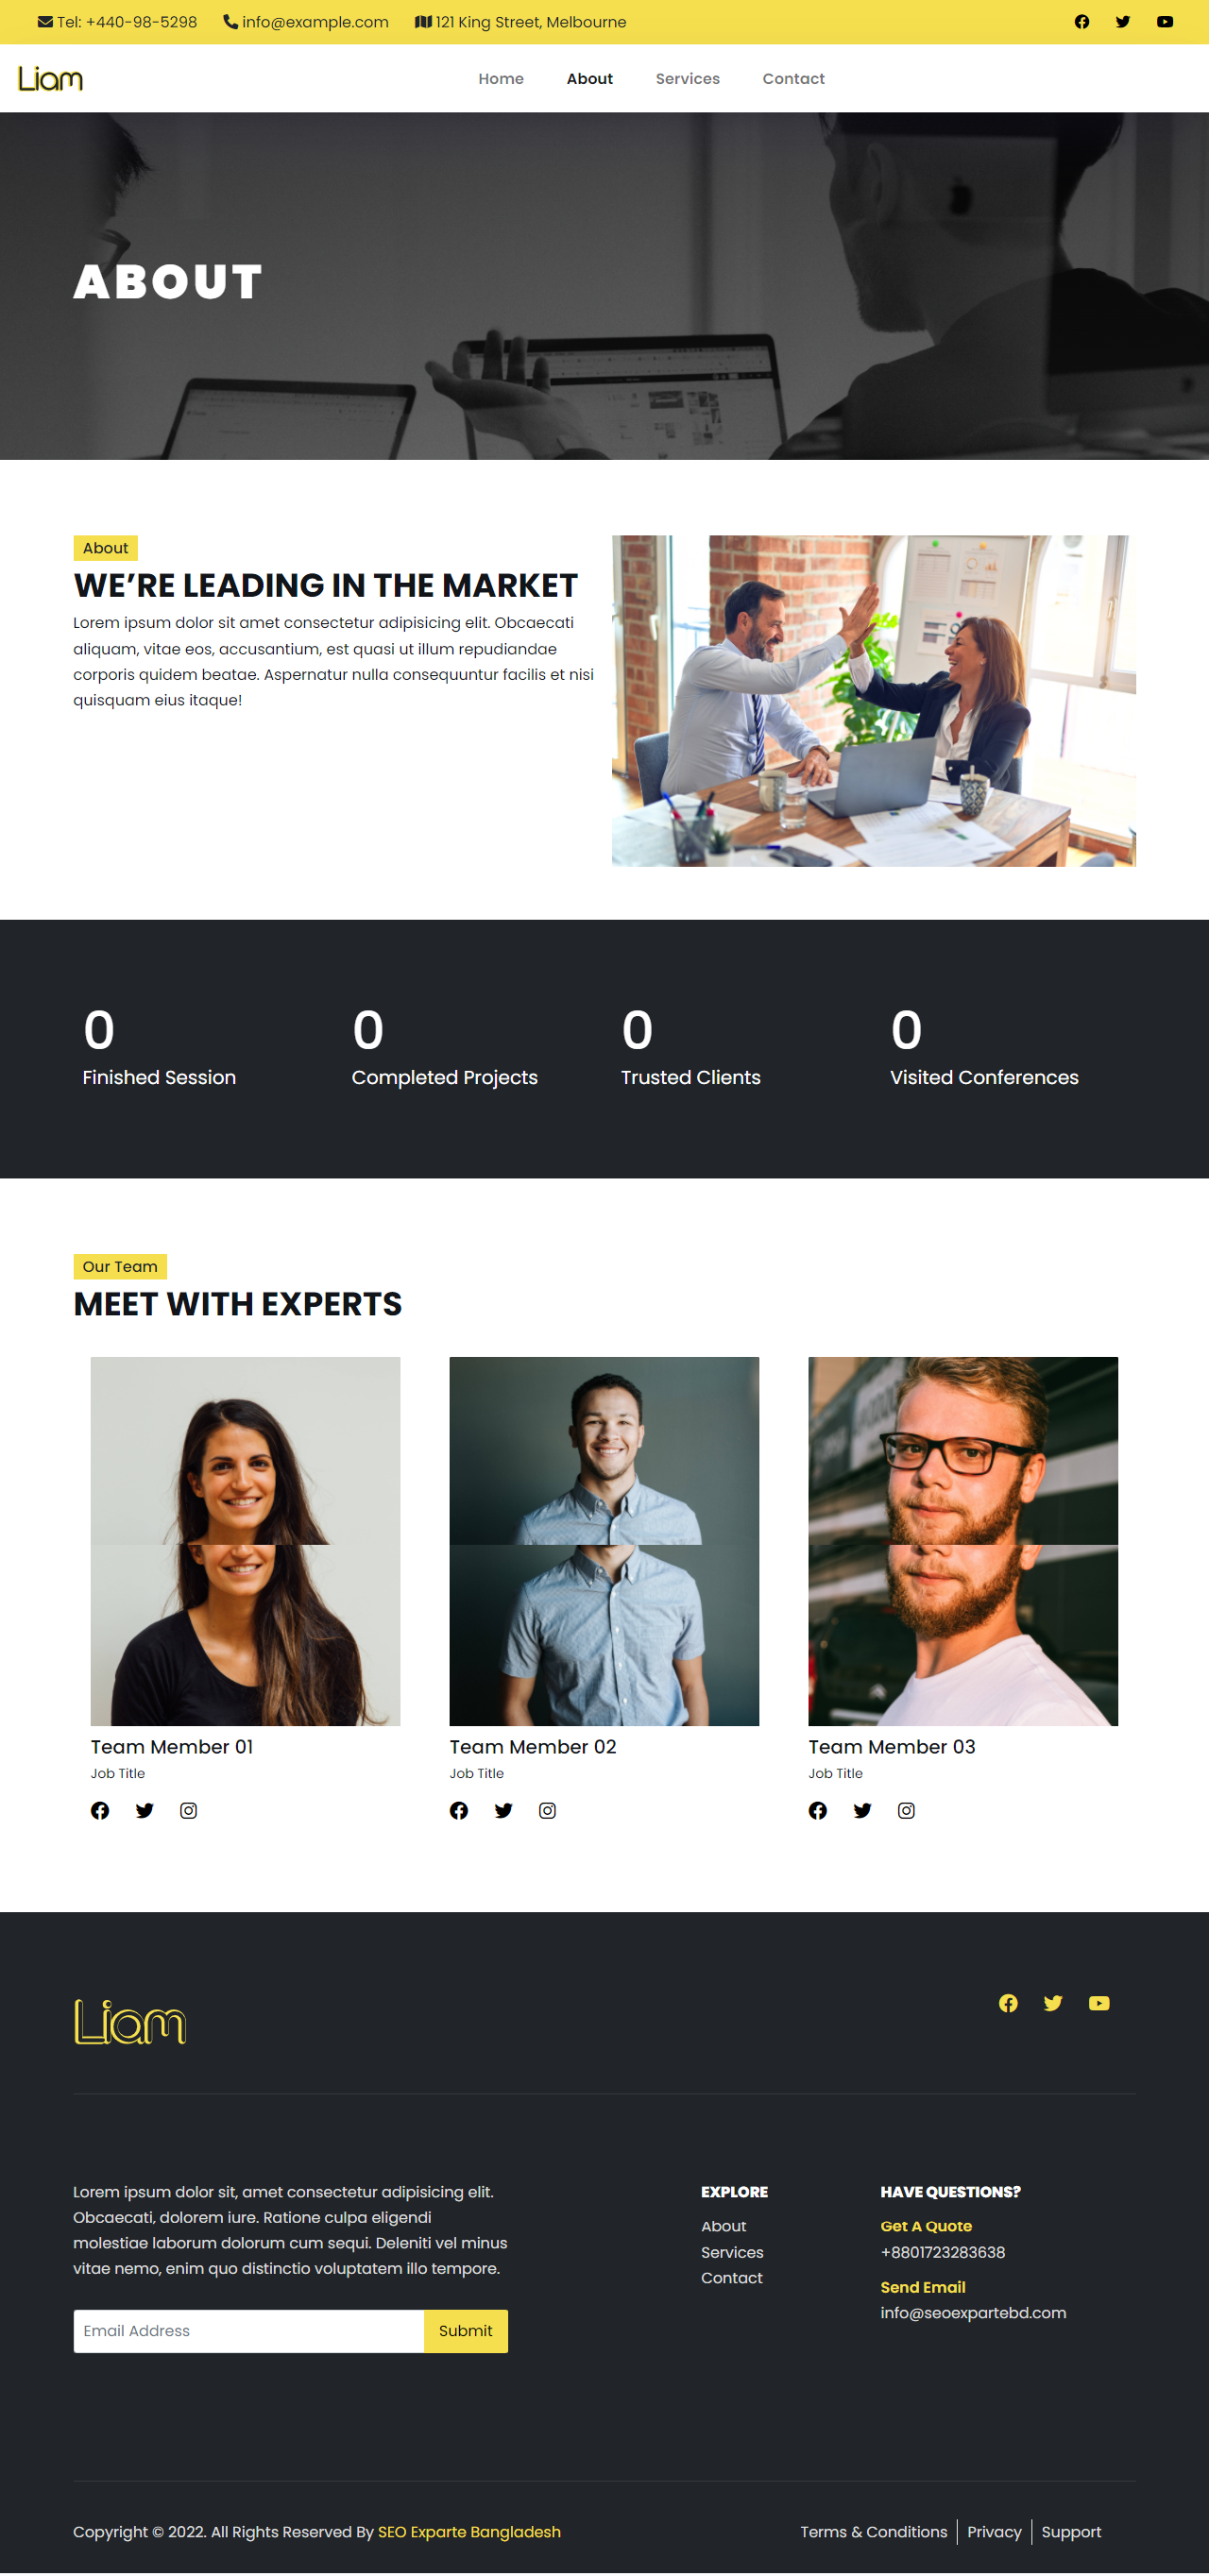 Tel: +440-98-5298 info@example.com 121 King Street, Melbourne
Liam Home About Services Contact
ABOUT
About
WE’RE LEADING IN THE MARKET
Lorem ipsum dolor sit amet consectetur adipisicing elit. Obcaecati
aliquam, vitae eos, accusantium, est quasi ut illum repudiandae
corporis quidem beatae. Aspernatur nulla consequuntur facilis et nisi
quisquam eius itaque!
0 0 0 0
Finished Session Completed Projects Trusted Clients Visited Conferences
Our Team
MEET WITH EXPERTS
Team Member 01
Job Title
Team Member 02
Job Title
Team Member 03
Job Title
Liam
Lorem ipsum dolor sit, amet consectetur adipisicing elit.
Obcaecati, dolorem iure. Ratione culpa eligendi
molestiae laborum dolorum cum sequi. Deleniti vel minus
vitae nemo, enim quo distinctio voluptatem illo tempore.
Email Address Submit
EXPLORE
About
Services
Contact
HAVE QUESTIONS?
Get A Quote
+8801723283638
Send Email
info@seoexpartebd.com
Copyright © 2022. All Rights Reserved By SEO Exparte Bangladesh
Terms & Conditions Privacy Support